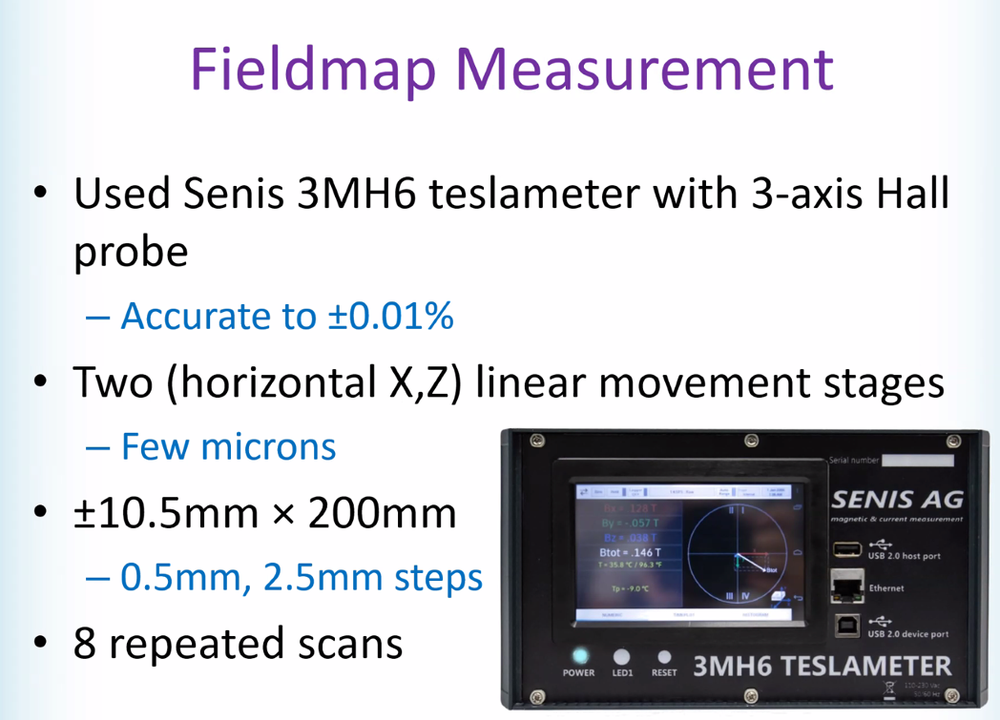 Fieldmap Measurement
• Used Senis 3MH6 teslameter with 3-axis Hall
probe
– Accurate to ±0.01%
• Two (horizontal X,Z) linear movement stages
– Few microns
• ±10.5mm × 200mm
– 0.5mm, 2.5mm steps
• 8 repeated scans
Serial number
SENIS AG
magnetic & current measurement
USB 2.0 host port
Ethernet
USB 2.0 device port
Bx = .128 T
By = -.057 T
Bz = .038 T
Btot = .146 T
T = 35.8 °C / 96.3 °F
Tp = -9.0 °C
II I
III IV
Btot
POWER LED1 RESET
3MH6 TESLAMETER
110-230 Vac
50/60 Hz